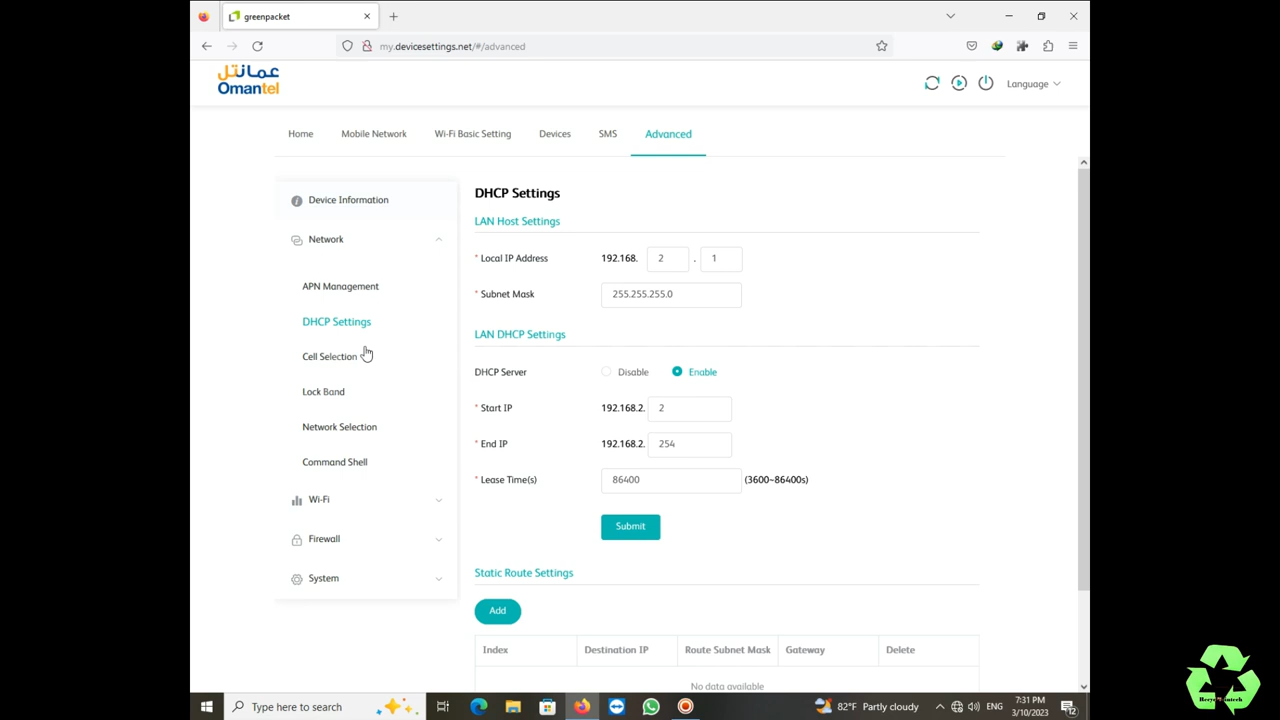 greenpacket
my.devicesettings.net/#/advanced
عمانتل
Omantel
Language
Home
Mobile Network
Wi-Fi Basic Setting
Devices
SMS
Advanced
Device Information
Network
APN Management
DHCP Settings
Cell Selection
Lock Band
Network Selection
Command Shell
Wi-Fi
Firewall
System
DHCP Settings
LAN Host Settings
* Local IP Address 192.168. 2 . 1
* Subnet Mask 255.255.255.0
LAN DHCP Settings
DHCP Server Disable Enable
* Start IP 192.168.2. 2
* End IP 192.168.2. 254
* Lease Time(s) 86400 (3600~86400s)
Submit
Static Route Settings
Add
Index Destination IP Route Subnet Mask Gateway Delete
No data available
Type here to search
82°F Partly cloudy
ENG
7:31 PM
3/10/2023
12